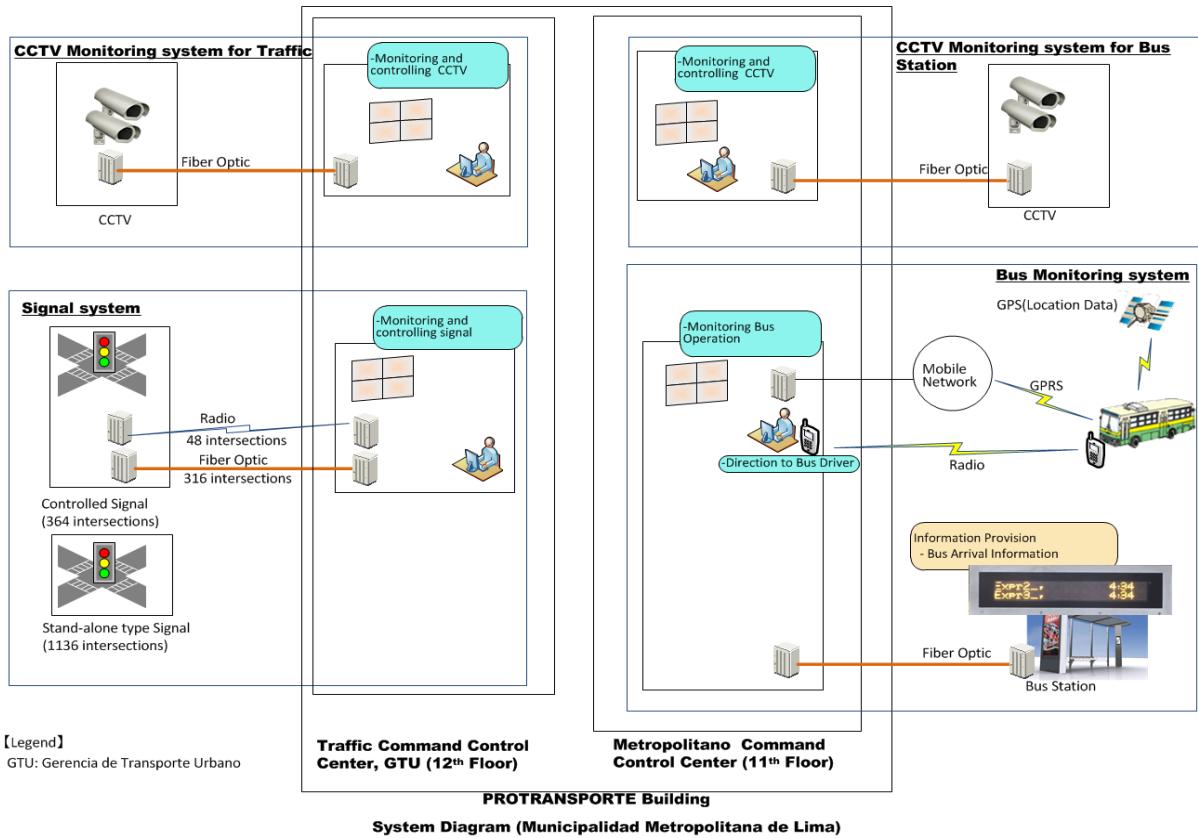 CCTV Monitoring system for Traffic
-Monitoring and
controlling CCTV
Fiber Optic
CCTV
-Monitoring and
controlling CCTV
CCTV Monitoring system for Bus
Station
Fiber Optic
CCTV
Signal system
-Monitoring and
controlling signal
Radio
48 intersections
Fiber Optic
316 intersections
Controlled Signal
(364 intersections)
Stand-alone type Signal
(1136 intersections)
Bus Monitoring system
GPS(Location Data)
-Monitoring Bus
Operation
Mobile
Network
GPRS
-Direction to Bus Driver
Radio
Information Provision
- Bus Arrival Information
Expr2_, 4:34
Expr3_, 4:34
Fiber Optic
Bus Station
【Legend】
GTU: Gerencia de Transporte Urbano
Traffic Command Control
Center, GTU (12th Floor)
Metropolitano Command
Control Center (11th Floor)
PROTRANSPORTE Building
System Diagram (Municipalidad Metropolitana de Lima)